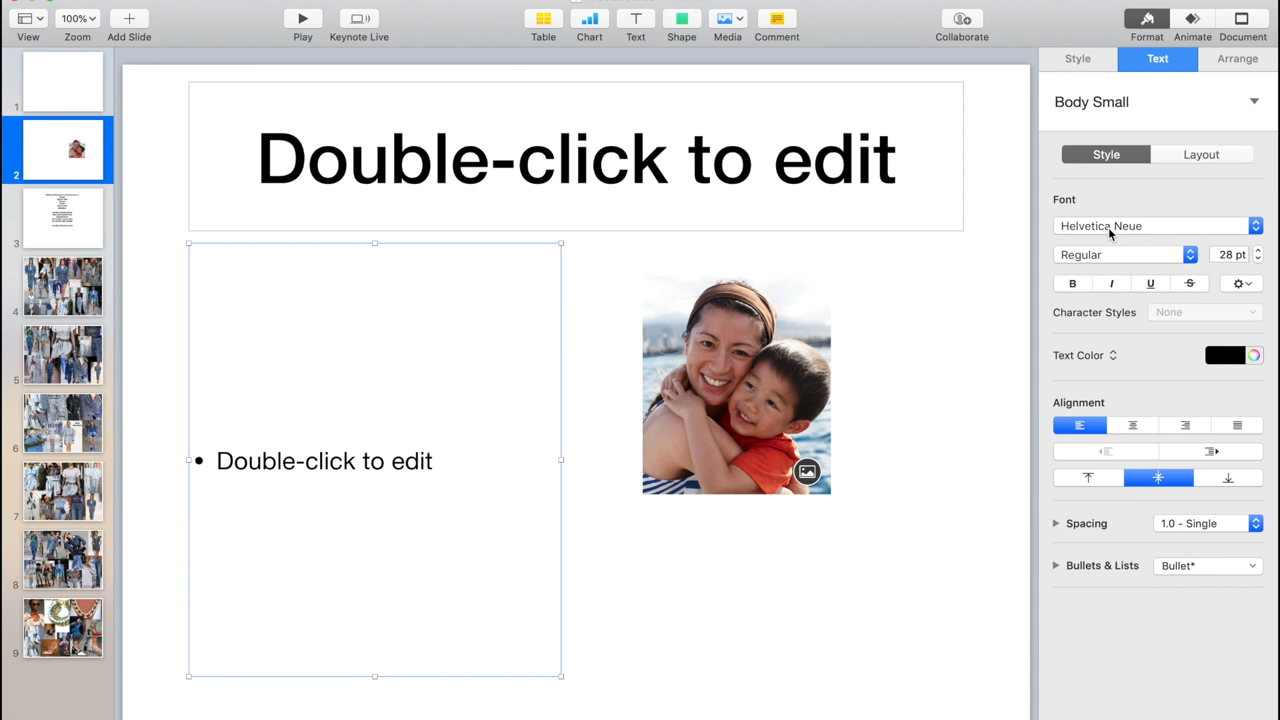 100%
View
Zoom
Add Slide
Play
Keynote Live
Table
Chart
Text
Shape
Media
Comment
Collaborate
Format
Animate
Document
Style
Text
Arrange
Body Small
Style
Layout
Font
Helvetica Neue
Regular
28 pt
B
I
U
S
Character Styles
None
Text Color
Alignment
Spacing
1.0 - Single
Bullets & Lists
Bullet*
1
2
3
4
5
6
7
8
9
Double-click to edit
• Double-click to edit